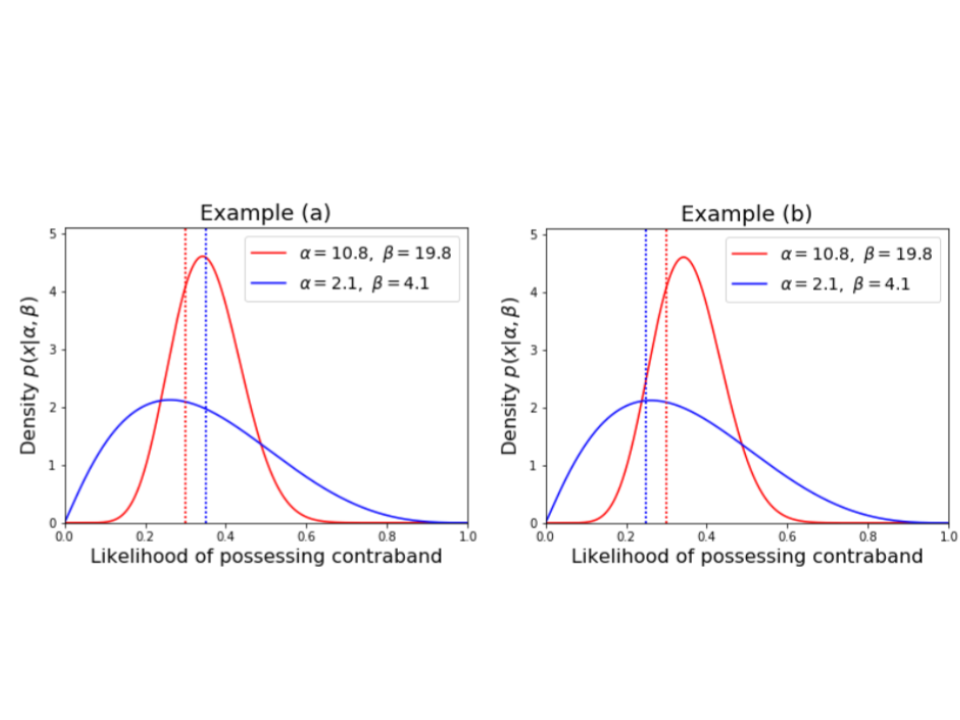 Example (a)
5
4
3
2
1
0
Density p(x|α, β)
α = 10.8, β = 19.8
α = 2.1, β = 4.1
0.0 0.2 0.4 0.6 0.8 1.0
Likelihood of possessing contraband
Example (b)
5
4
3
2
1
0
Density p(x|α, β)
α = 10.8, β = 19.8
α = 2.1, β = 4.1
0.0 0.2 0.4 0.6 0.8 1.0
Likelihood of possessing contraband